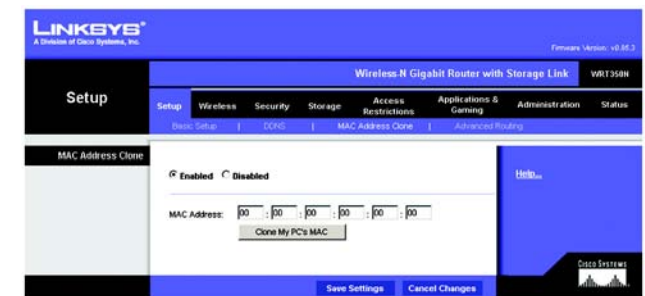 LINKSYS®
A Division of Cisco Systems, Inc.
Firmware Version: v0.05.3
Wireless-N Gigabit Router with Storage Link WRT350N
Setup
Setup Wireless Security Storage Access Restrictions Applications & Gaming Administration Status
Basic Setup | DDNS | MAC Address Clone | Advanced Routing
MAC Address Clone
Enabled Disabled
Help...
MAC Address: 00 : 00 : 00 : 00 : 00 : 00
Clone My PC's MAC
CISCO SYSTEMS
Save Settings Cancel Changes